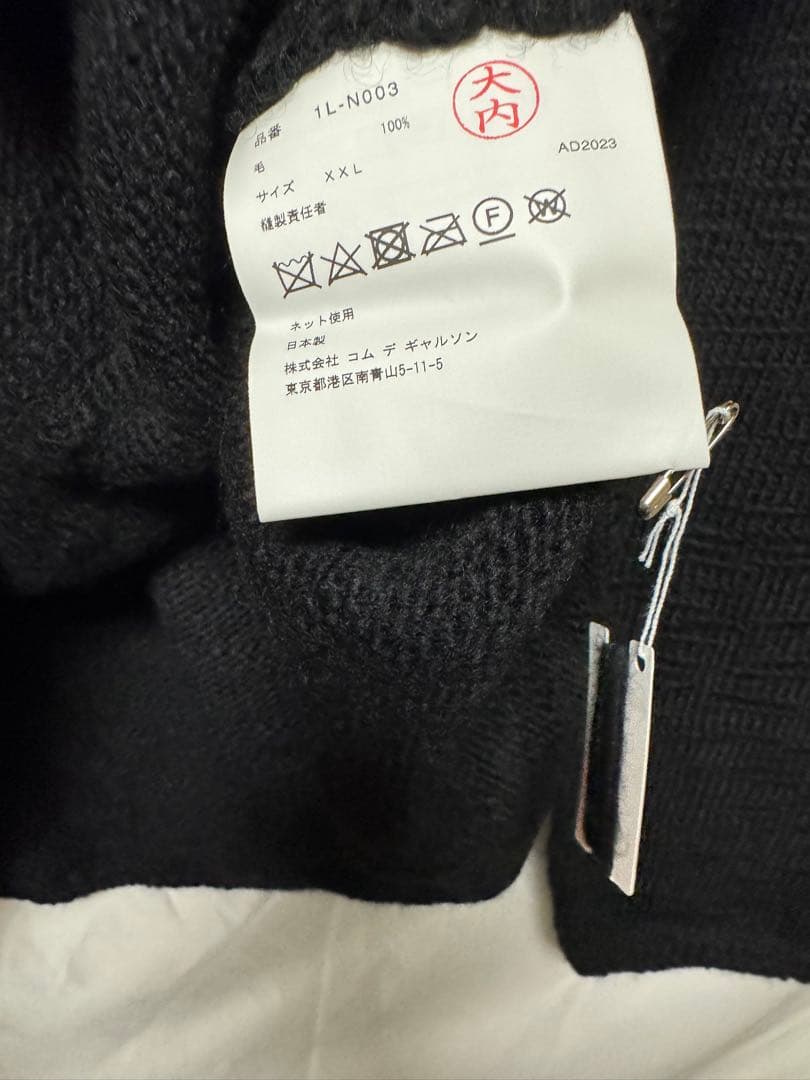 品番 1L-N003
毛 100%
サイズ XXL
縫製責任者
大内
AD2023
F
W
ネット使用
日本製
株式会社 コム デ ギャルソン
東京都港区南青山5-11-5